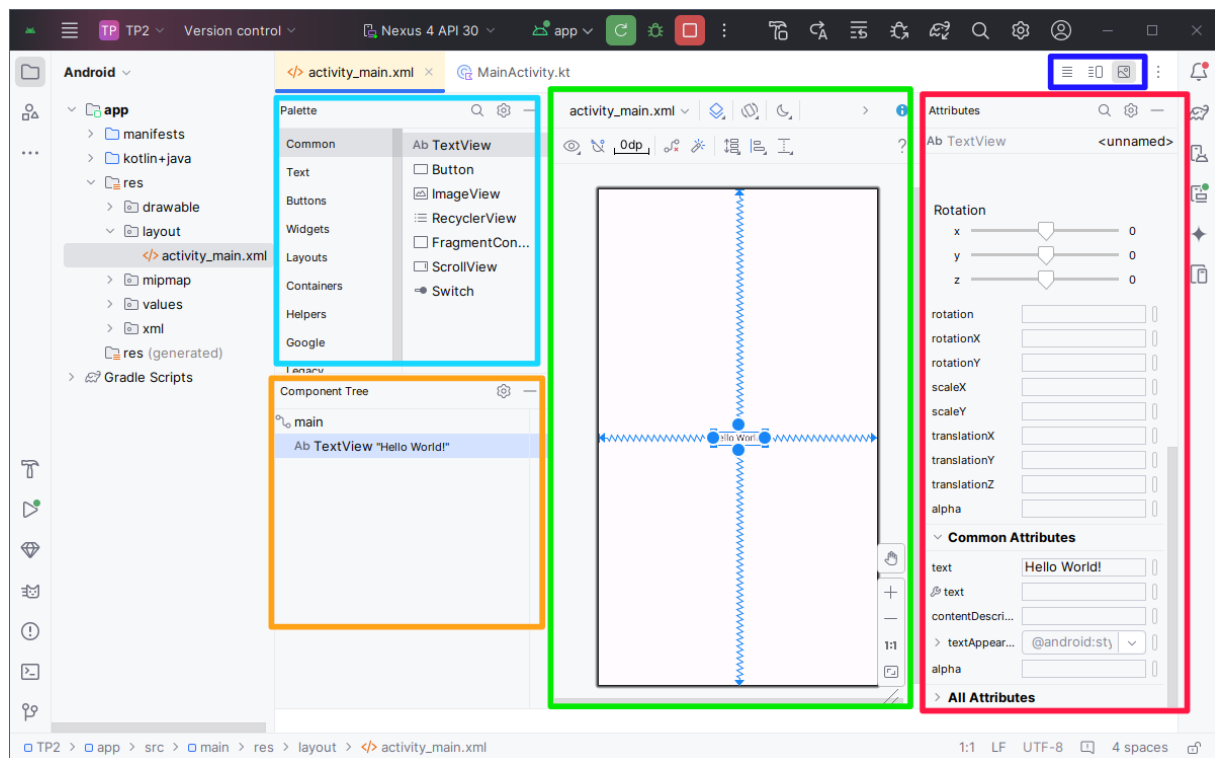 TP TP2 Version control Nexus 4 API 30 app
Android
app
manifests
kotlin+java
res
drawable
layout
activity_main.xml
mipmap
values
xml
res (generated)
Gradle Scripts
activity_main.xml MainActivity.kt
Palette
Common
Text
Buttons
Widgets
Layouts
Containers
Helpers
Google
Legacy
Ab TextView
Button
ImageView
RecyclerView
FragmentCon...
ScrollView
Switch
Component Tree
main
Ab TextView "Hello World!"
activity_main.xml
0dp
?
1:1
Attributes
Ab TextView <unnamed>
Rotation
x 0
y 0
z 0
rotation
rotationX
rotationY
scaleX
scaleY
translationX
translationY
translationZ
alpha
Common Attributes
text Hello World!
text
contentDescri...
textAppear... @android:sty
alpha
All Attributes
TP2 > app > src > main > res > layout > activity_main.xml 1:1 LF UTF-8 4 spaces